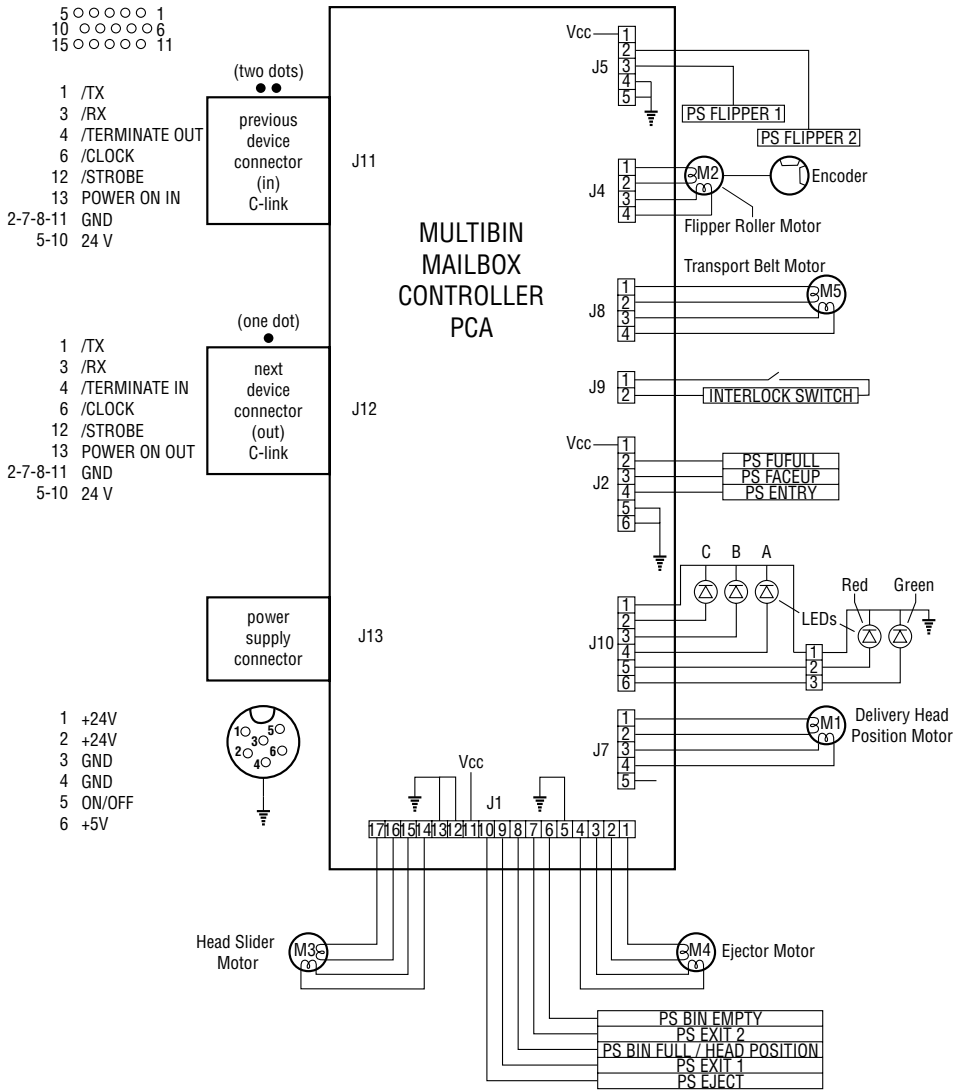 5 1
10 6
15 11
(two dots)
1 /TX
3 /RX
4 /TERMINATE OUT
6 /CLOCK
12 /STROBE
13 POWER ON IN
2-7-8-11 GND
5-10 24 V
previous
device
connector
(in)
C-link
J11
(one dot)
1 /TX
3 /RX
4 /TERMINATE IN
6 /CLOCK
12 /STROBE
13 POWER ON OUT
2-7-8-11 GND
5-10 24 V
next
device
connector
(out)
C-link
J12
power
supply
connector
J13
1 +24V
2 +24V
3 GND
4 GND
5 ON/OFF
6 +5V
1 5
3
2 6
4
MULTIBIN
MAILBOX
CONTROLLER
PCA
Vcc
J5
1
2
3
4
5
PS FLIPPER 1
PS FLIPPER 2
J4
1
2
3
4
M2
Encoder
Flipper Roller Motor
Transport Belt Motor
J8
1
2
3
4
M5
J9
1
2
INTERLOCK SWITCH
Vcc
J2
1
2
3
4
5
6
PS FUFULL
PS FACEUP
PS ENTRY
C B A
Red Green
LEDs
J10
1
2
3
4
5
6
1
2
3
J7
1
2
3
4
5
M1
Delivery Head
Position Motor
Vcc
J1
17 16 15 14 13 12 11 10 9 8 7 6 5 4 3 2 1
Head Slider
Motor
M3
M4
Ejector Motor
PS BIN EMPTY
PS EXIT 2
PS BIN FULL / HEAD POSITION
PS EXIT 1
PS EJECT